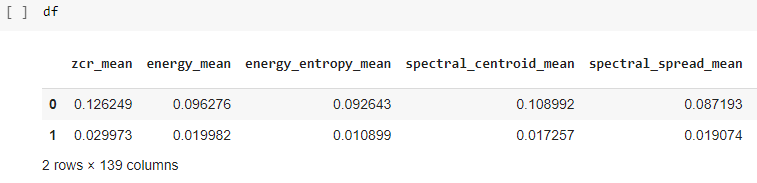 [ ] df
zcr_mean energy_mean energy_entropy_mean spectral_centroid_mean spectral_spread_mean
0 0.126249 0.096276 0.092643 0.108992 0.087193
1 0.029973 0.019982 0.010899 0.017257 0.019074
2 rows × 139 columns